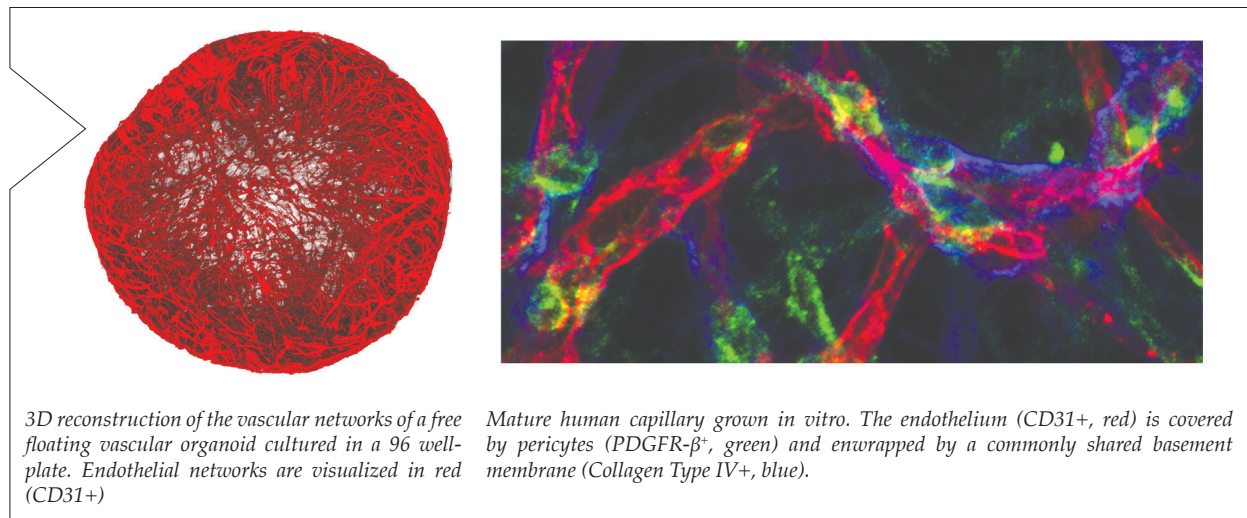 3D reconstruction of the vascular networks of a free
floating vascular organoid cultured in a 96 well-
plate. Endothelial networks are visualized in red
(CD31+)
Mature human capillary grown in vitro. The endothelium (CD31+, red) is covered
by pericytes (PDGFR-β⁺, green) and enwrapped by a commonly shared basement
membrane (Collagen Type IV+, blue).